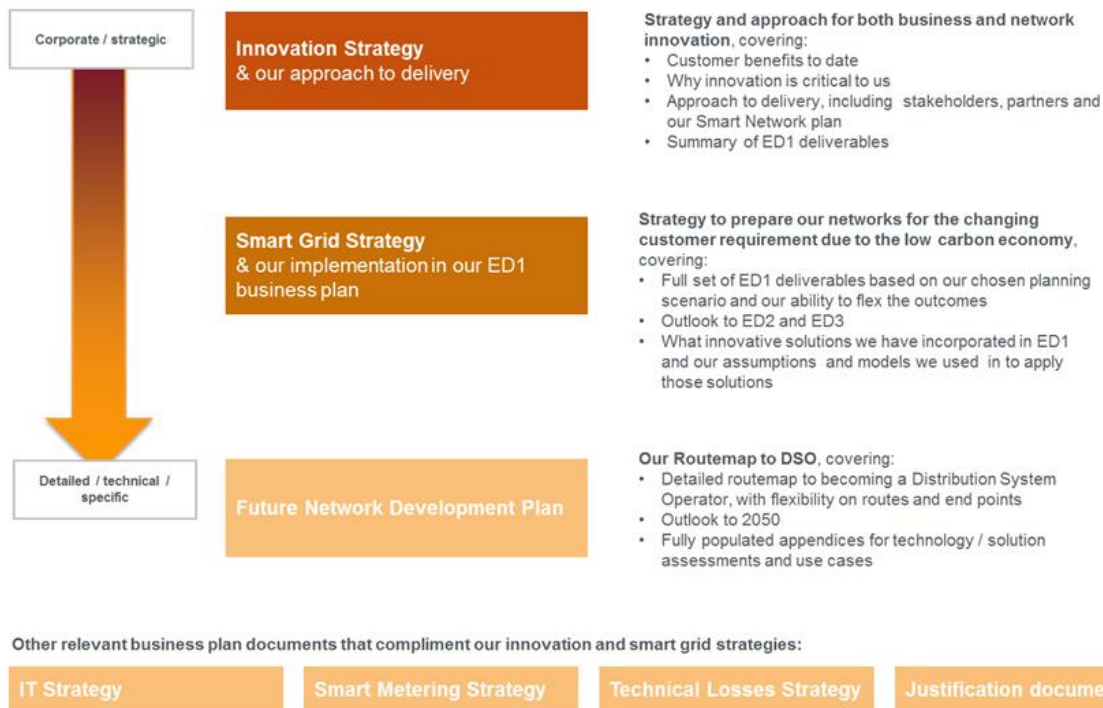 Corporate / strategic
Innovation Strategy
& our approach to delivery
Strategy and approach for both business and network
innovation, covering:
• Customer benefits to date
• Why innovation is critical to us
• Approach to delivery, including stakeholders, partners and
our Smart Network plan
• Summary of ED1 deliverables
Smart Grid Strategy
& our implementation in our ED1
business plan
Strategy to prepare our networks for the changing
customer requirement due to the low carbon economy,
covering:
• Full set of ED1 deliverables based on our chosen planning
scenario and our ability to flex the outcomes
• Outlook to ED2 and ED3
• What innovative solutions we have incorporated in ED1
and our assumptions and models we used in to apply
those solutions
Detailed / technical /
specific
Future Network Development Plan
Our Routemap to DSO, covering:
• Detailed routemap to becoming a Distribution System
Operator, with flexibility on routes and end points
• Outlook to 2050
• Fully populated appendices for technology / solution
assessments and use cases
Other relevant business plan documents that compliment our innovation and smart grid strategies:
IT Strategy
Smart Metering Strategy
Technical Losses Strategy
Justification docume